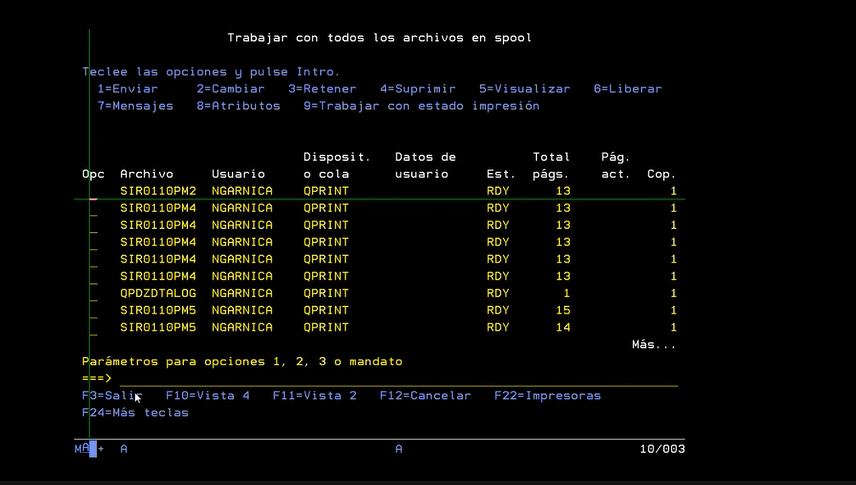 Trabajar con todos los archivos en spool
Teclee las opciones y pulse Intro.
1=Enviar 2=Cambiar 3=Retener 4=Suprimir 5=Visualizar 6=Liberar
7=Mensajes 8=Atributos 9=Trabajar con estado impresión
Disposit. Datos de Total Pág.
Opc Archivo Usuario o cola usuario Est. págs. act. Cop.
SIR0110PM2 NGARNICA QPRINT RDY 13 1
SIR0110PM4 NGARNICA QPRINT RDY 13 1
SIR0110PM4 NGARNICA QPRINT RDY 13 1
SIR0110PM4 NGARNICA QPRINT RDY 13 1
SIR0110PM4 NGARNICA QPRINT RDY 13 1
SIR0110PM4 NGARNICA QPRINT RDY 13 1
QPDZDTALOG NGARNICA QPRINT RDY 1 1
SIR0110PM5 NGARNICA QPRINT RDY 15 1
SIR0110PM5 NGARNICA QPRINT RDY 14 1
Más...
Parámetros para opciones 1, 2, 3 o mandato
===>
F3=Salir F10=Vista 4 F11=Vista 2 F12=Cancelar F22=Impresoras
F24=Más teclas
MA + A A 10/003